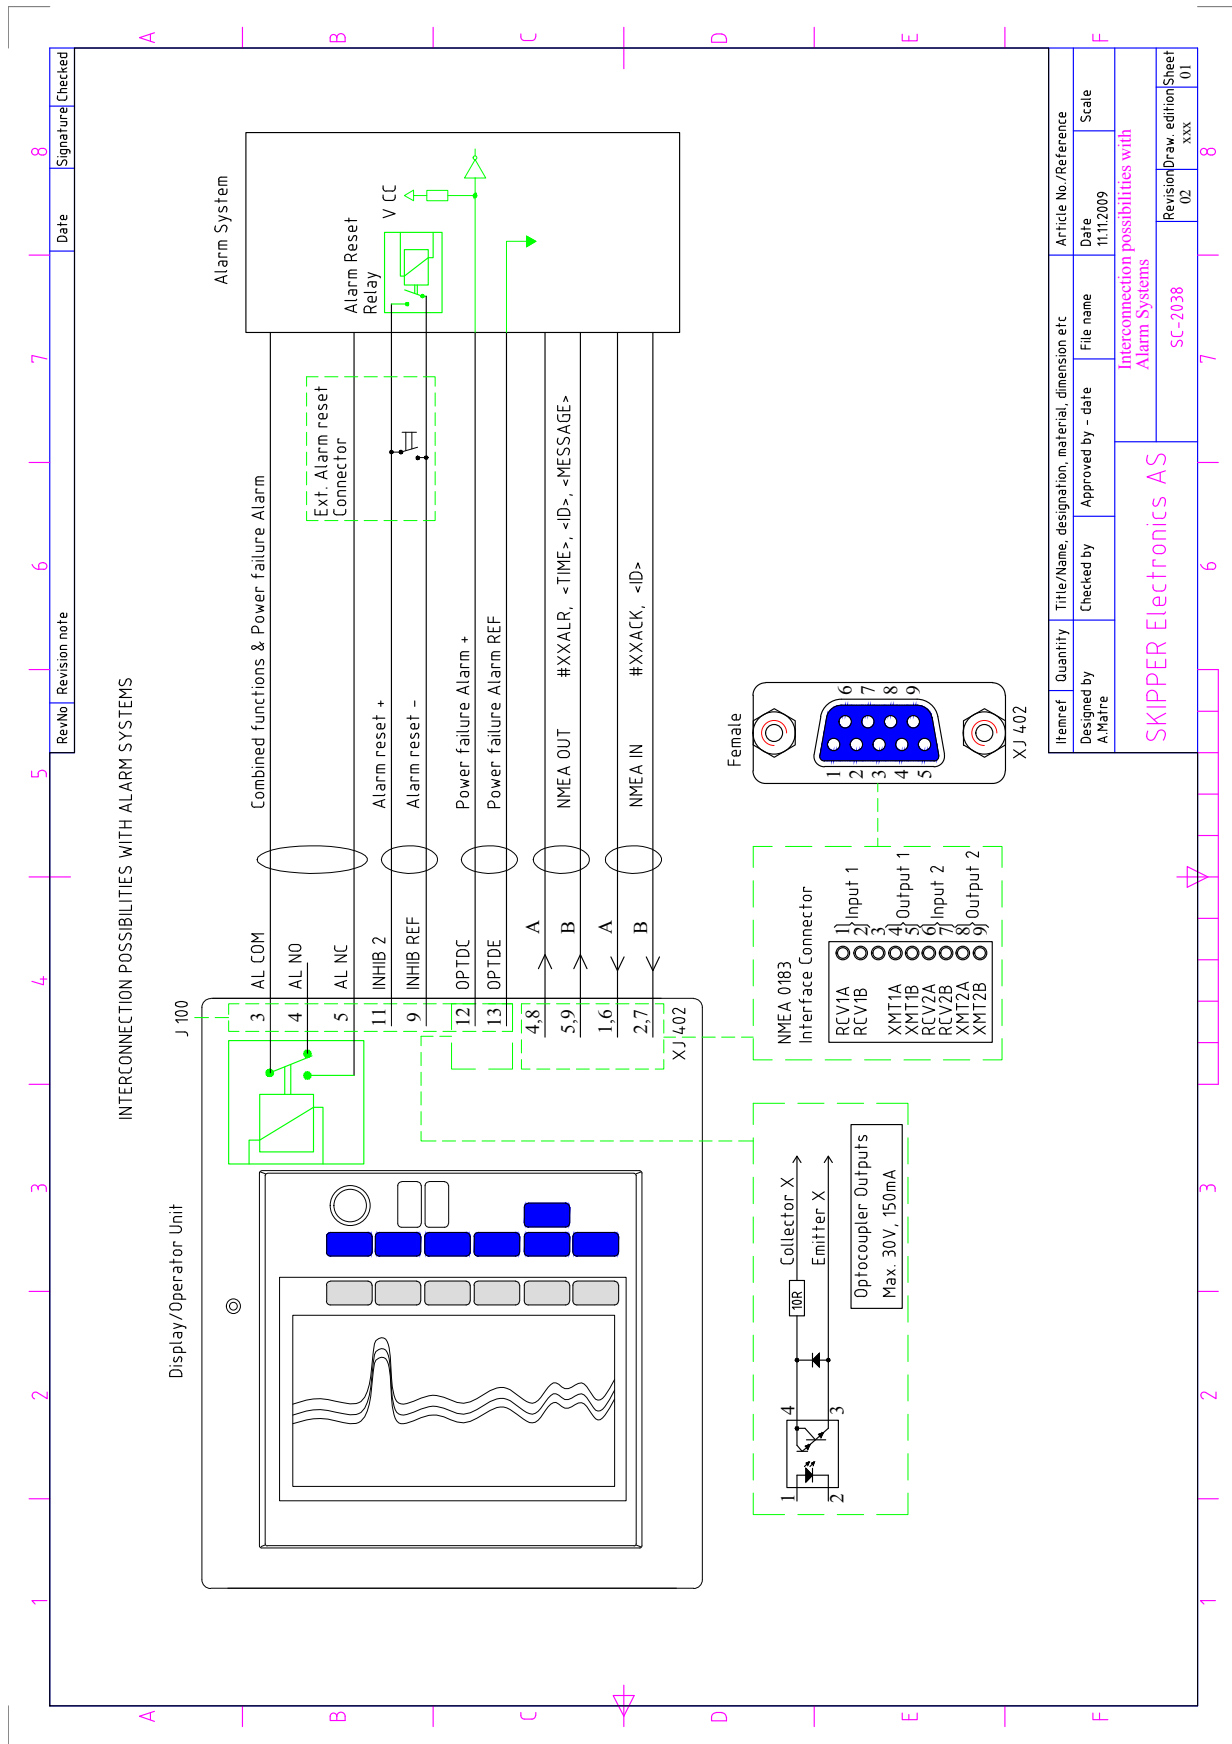 RevNo Revision note Date Signature Checked
INTERCONNECTION POSSIBILITIES WITH ALARM SYSTEMS
Display/Operator Unit
Alarm System
J 100
3 AL COM
Combined functions & Power failure Alarm
4 AL NO
5 AL NC
Ext. Alarm reset
Connector
Alarm Reset
Relay
V CC
11 INHIB 2
Alarm reset +
9 INHIB REF
Alarm reset -
12 OPTDC
Power failure Alarm +
13 OPTDE
Power failure Alarm REF
4,8 A
5,9 B
NMEA OUT
#XXALR, <TIME>, <ID>, <MESSAGE>
1,6 A
2,7 B
NMEA IN
#XXACK, <ID>
XJ 402
1
2
4
3
10R
Collector X
Emitter X
Optocoupler Outputs
Max. 30V, 150mA
NMEA 0183
Interface Connector
RCV1A 1
RCV1B 2
Input 1
3
XMT1A 4
XMT1B 5
Output 1
RCV2A 6
RCV2B 7
Input 2
XMT2A 8
XMT2B 9
Output 2
Female
1
2
3
4
5
6
7
8
9
XJ 402
Itemref Quantity Title/Name, designation, material, dimension etc Article No./Reference
Designed by
A.Matre
Checked by
Approved by - date
File name
Date
11.11.2009
Scale
SKIPPER Electronics AS
Interconnection possibilities with
Alarm Systems
SC-2038
Revision
02
Draw. edition
xxx
Sheet
01
1 2 3 4 5 6 7 8
1 2 3 4 5 6 7 8
A B C D E F
A B C D E F